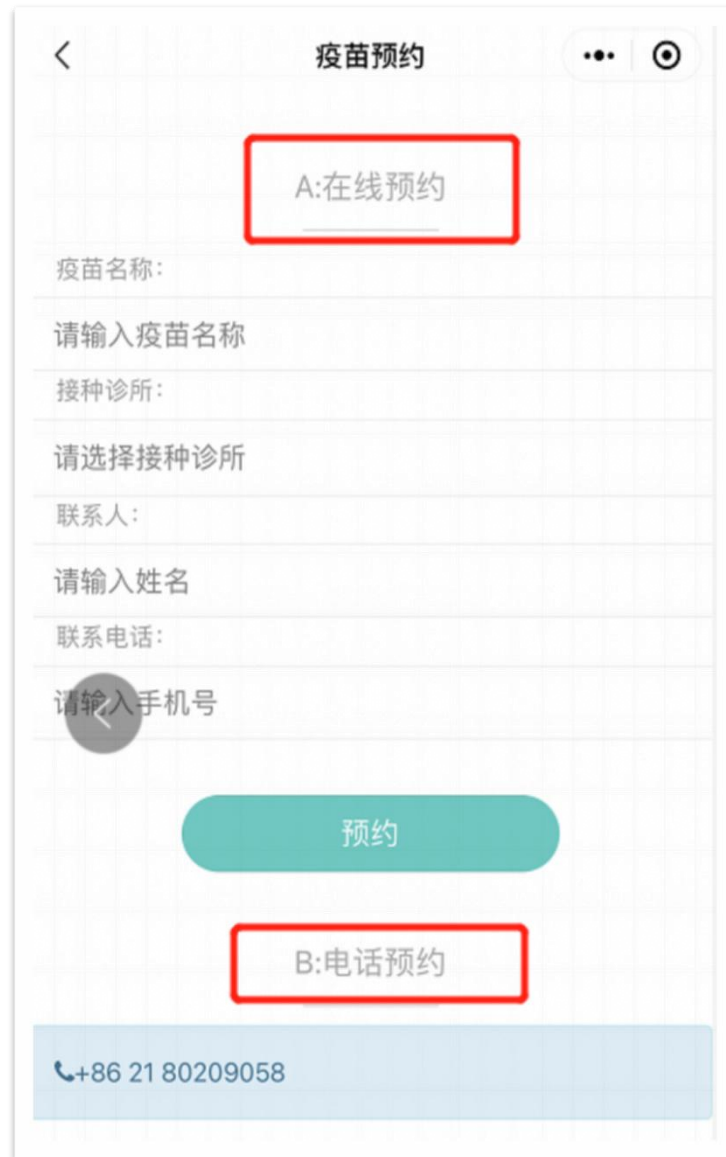 疫苗预约
A:在线预约
疫苗名称：
请输入疫苗名称
接种诊所：
请选择接种诊所
联系人：
请输入姓名
联系电话：
请输入手机号
预约
B:电话预约
+86 21 80209058